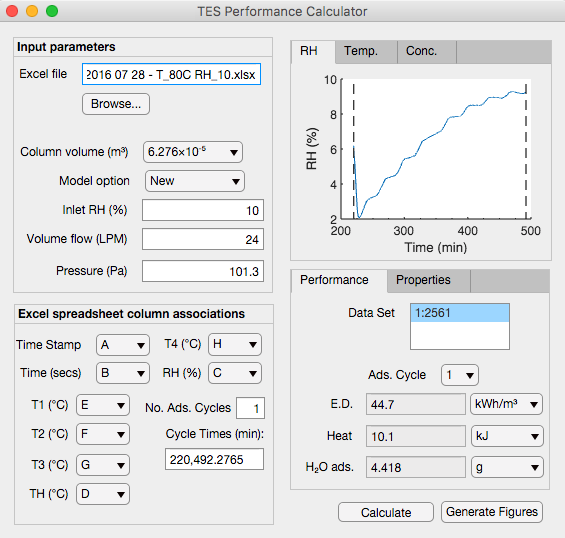 TES Performance Calculator
Input parameters
Excel file
2016 07 28 - T_80C RH_10.xlsx
Browse...
Column volume (m³)
6.276×10⁻⁵
Model option
New
Inlet RH (%)
10
Volume flow (LPM)
24
Pressure (Pa)
101.3
Excel spreadsheet column associations
Time Stamp
A
T4 (°C)
H
Time (secs)
B
RH (%)
C
T1 (°C)
E
No. Ads. Cycles
1
T2 (°C)
F
Cycle Times (min):
T3 (°C)
G
220,492.2765
TH (°C)
D
RH
Temp.
Conc.
10
8
6
4
2
RH (%)
200
300
400
500
Time (min)
Performance
Properties
Data Set
1:2561
Ads. Cycle
1
E.D.
44.7
kWh/m³
Heat
10.1
kJ
H₂O ads.
4.418
g
Calculate
Generate Figures